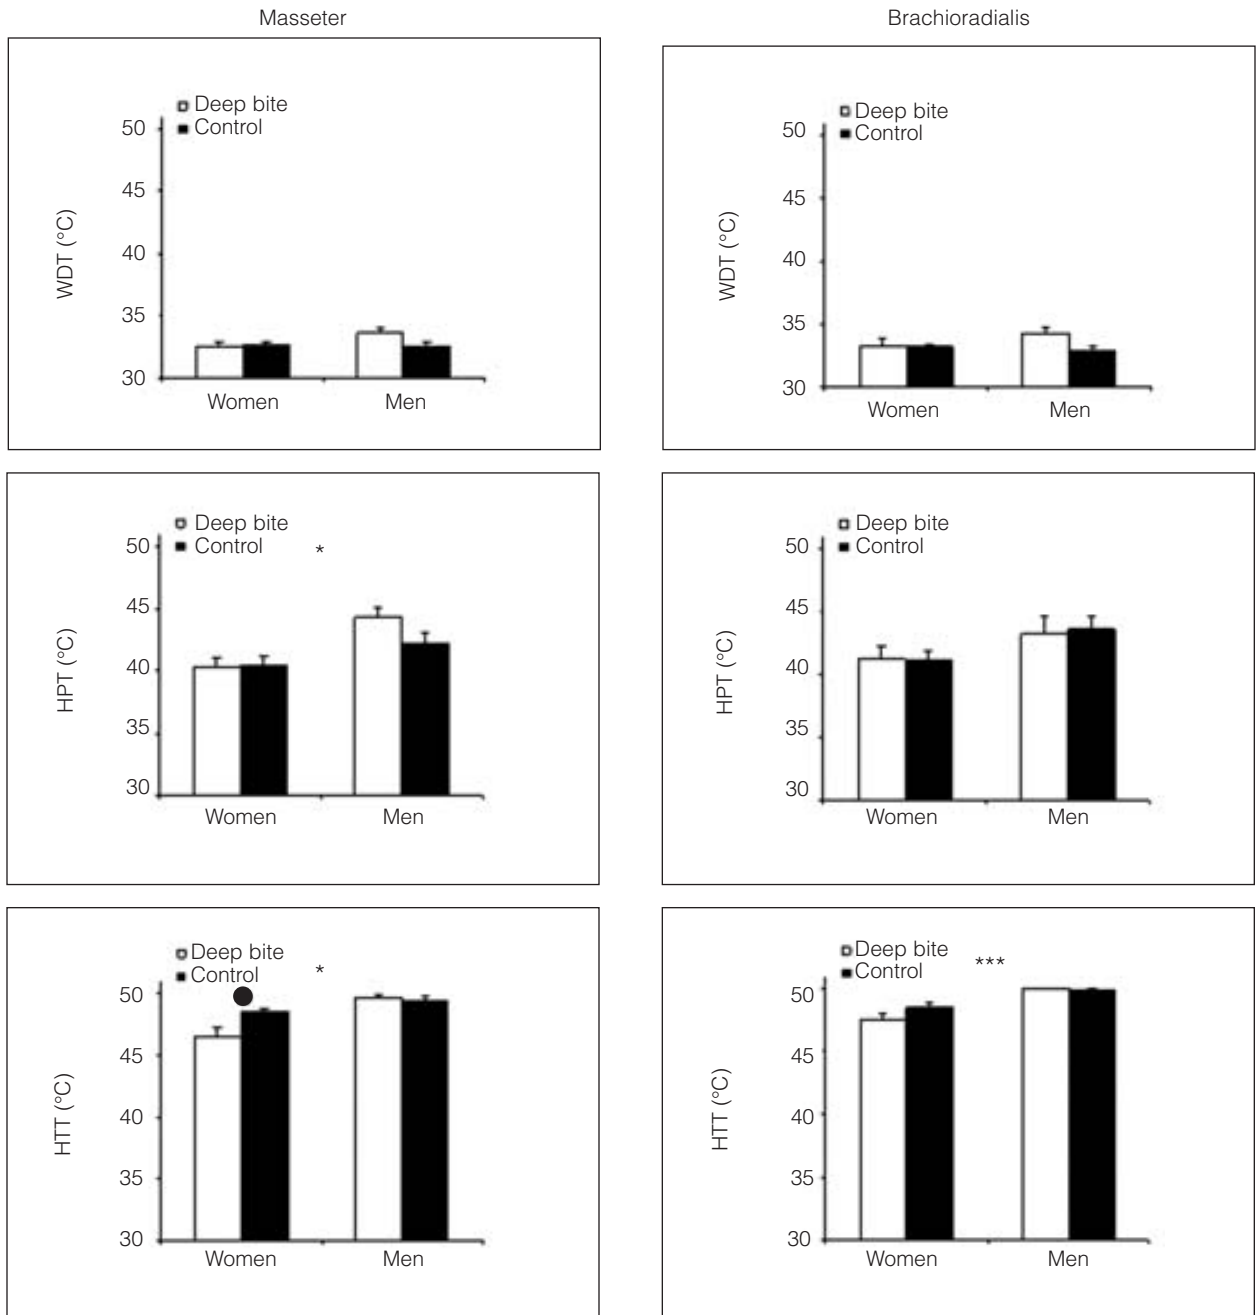 Masseter
Brachioradialis
Deep bite
Control
50
45
40
35
30
WDT (°C)
Women
Men
Deep bite
Control
50
45
40
35
30
WDT (°C)
Women
Men
Deep bite
Control
*
50
45
40
35
30
HPT (°C)
Women
Men
Deep bite
Control
50
45
40
35
30
HPT (°C)
Women
Men
Deep bite
Control
*
50
45
40
35
30
HTT (°C)
Women
Men
Deep bite
Control
***
50
45
40
35
30
HTT (°C)
Women
Men